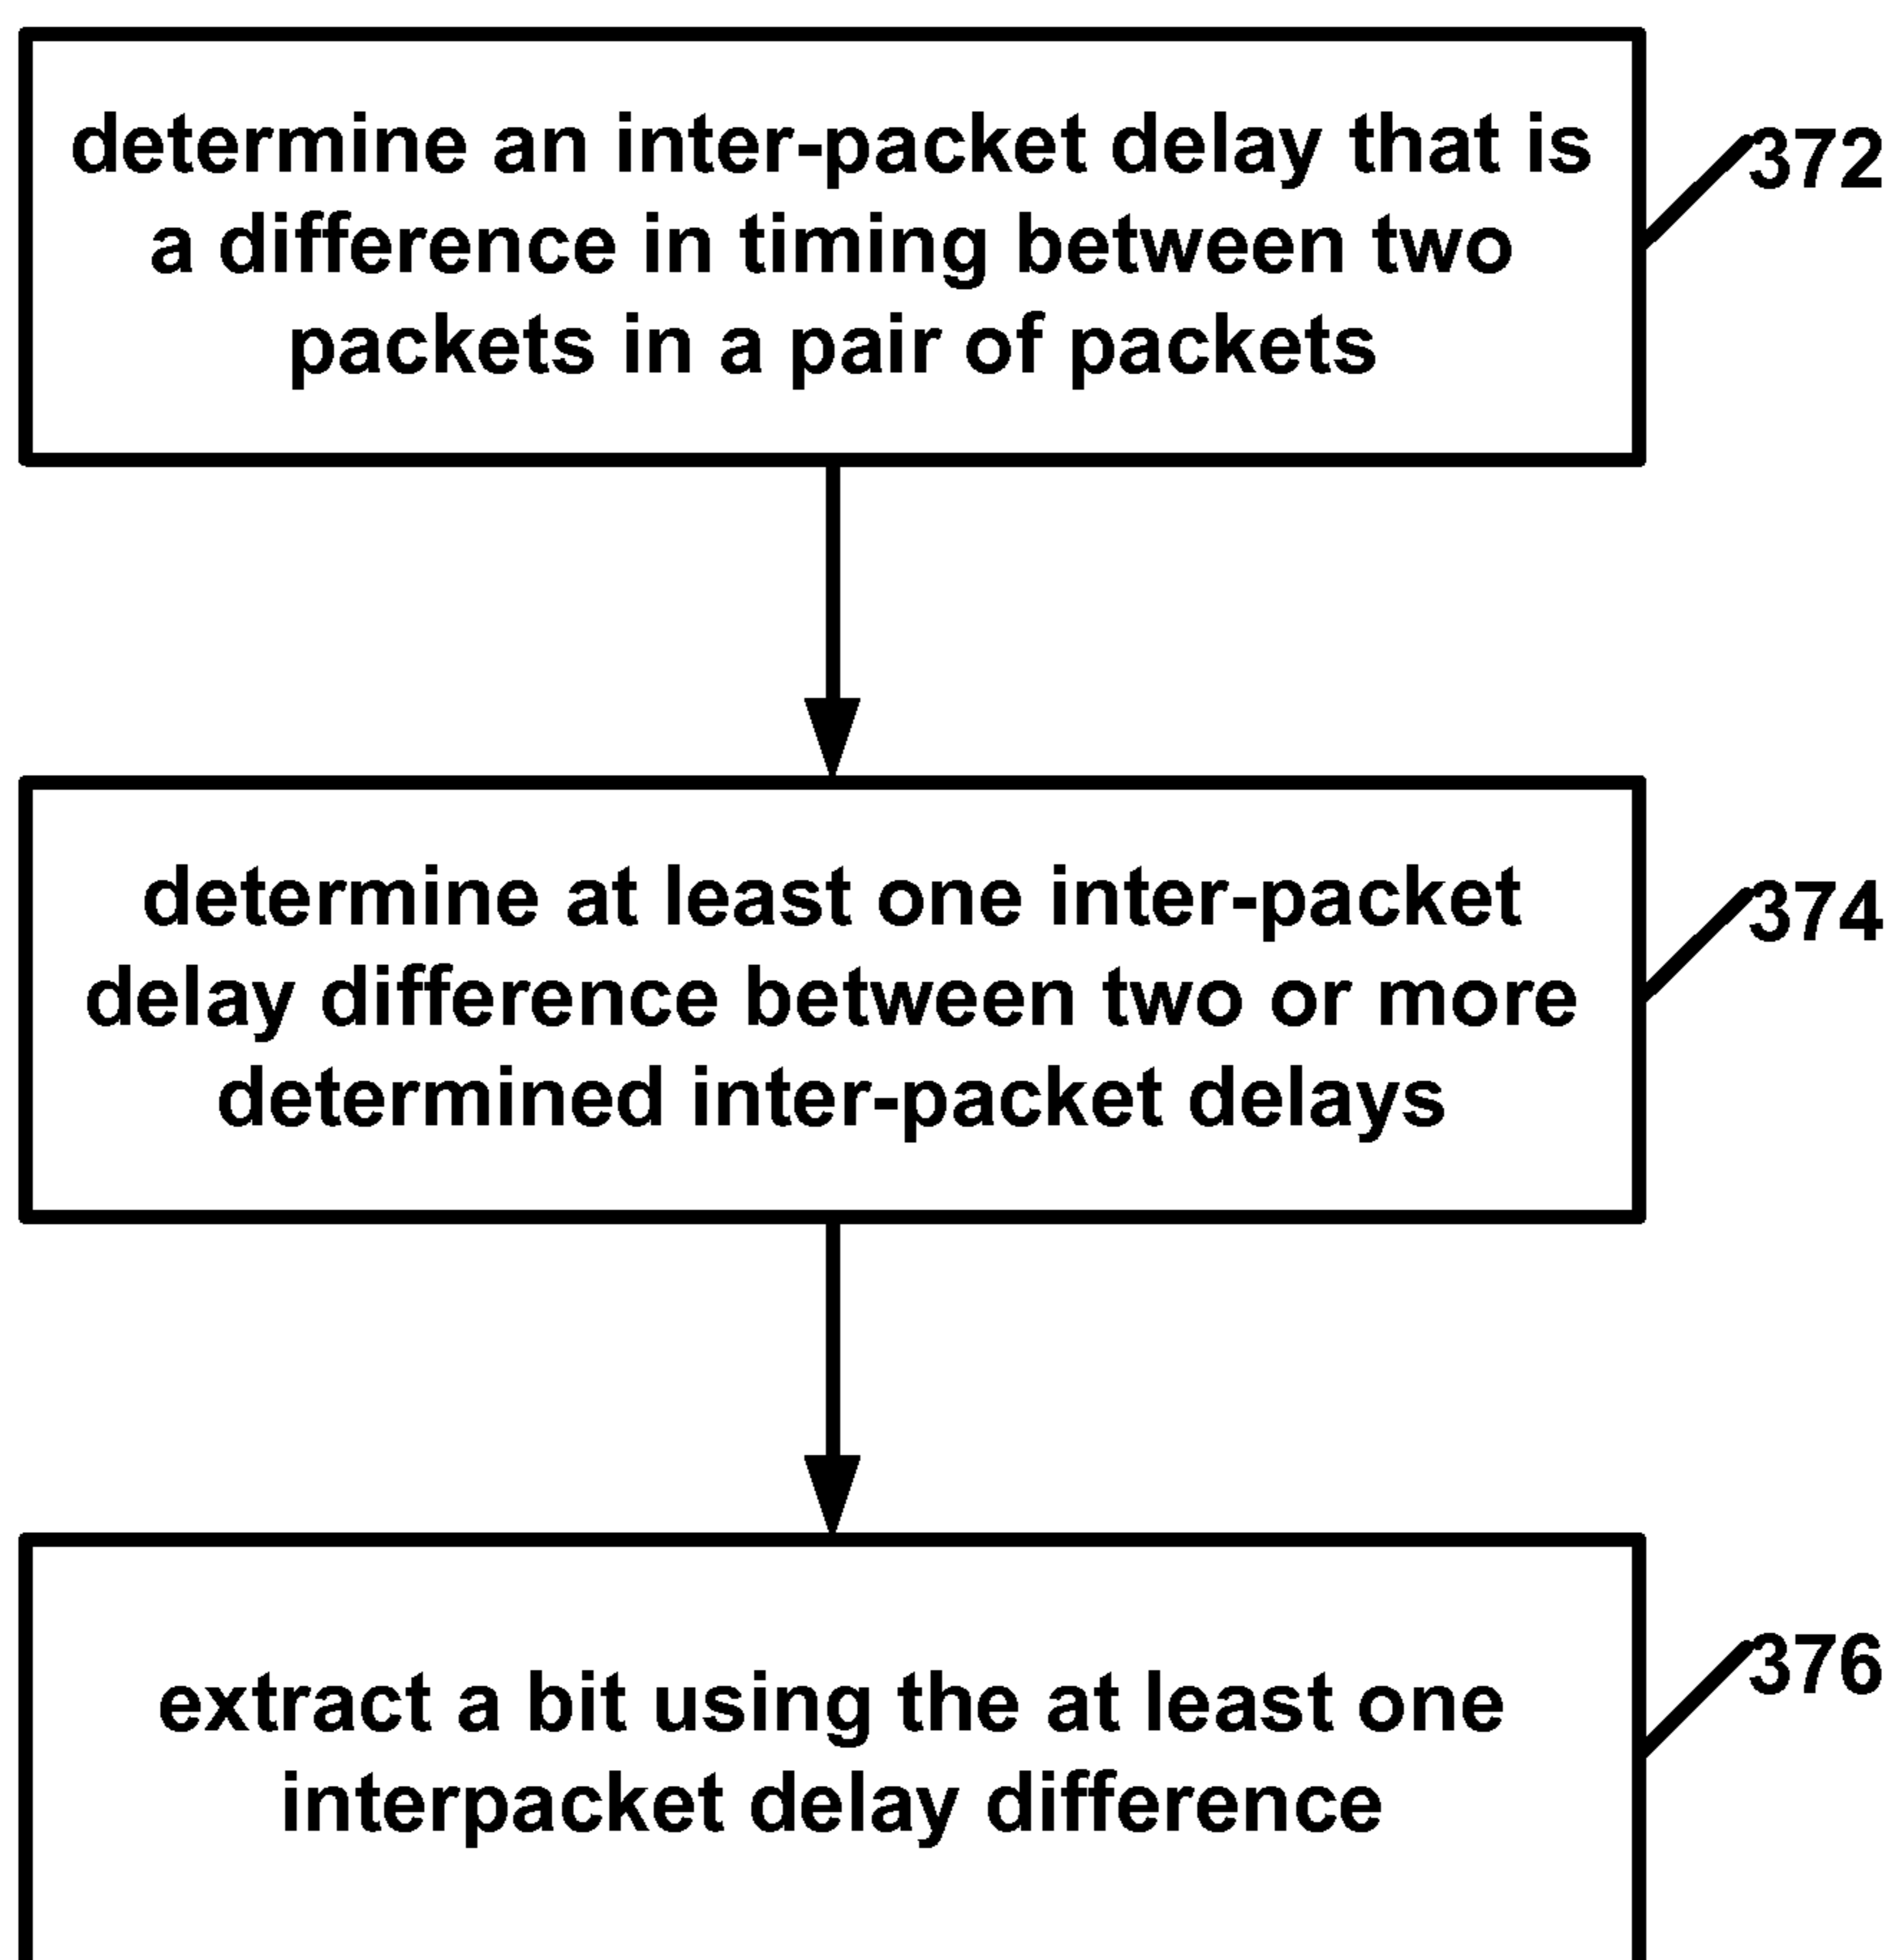 determine an inter-packet delay that is
a difference in timing between two
packets in a pair of packets
372
determine at least one inter-packet
delay difference between two or more
determined inter-packet delays
374
extract a bit using the at least one
interpacket delay difference
376